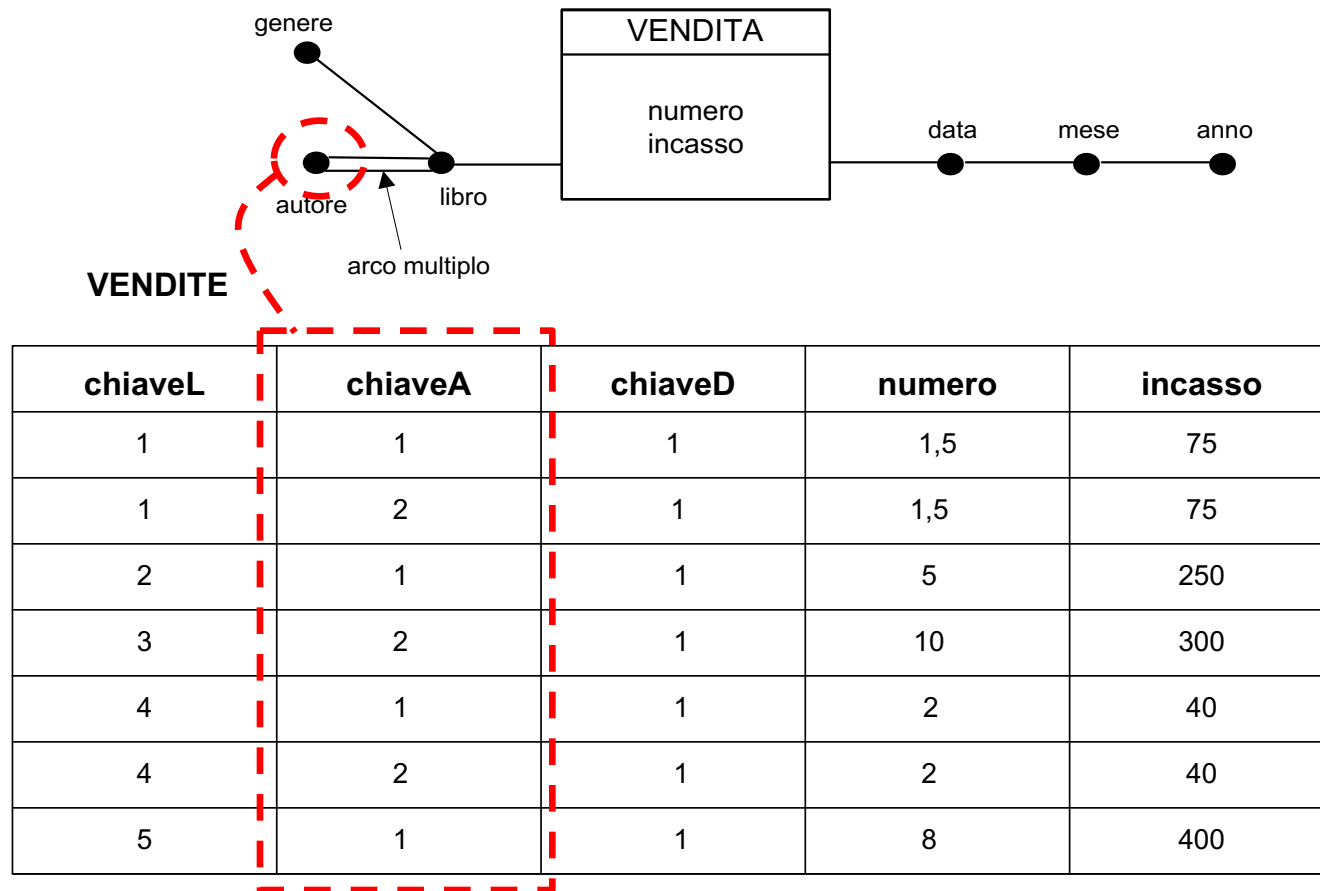 genere
VENDITA
numero
incasso
data mese anno
autore libro
arco multiplo
VENDITE
chiaveL chiaveA chiaveD numero incasso
1 1 1 1,5 75
1 2 1 1,5 75
2 1 1 5 250
3 2 1 10 300
4 1 1 2 40
4 2 1 2 40
5 1 1 8 400